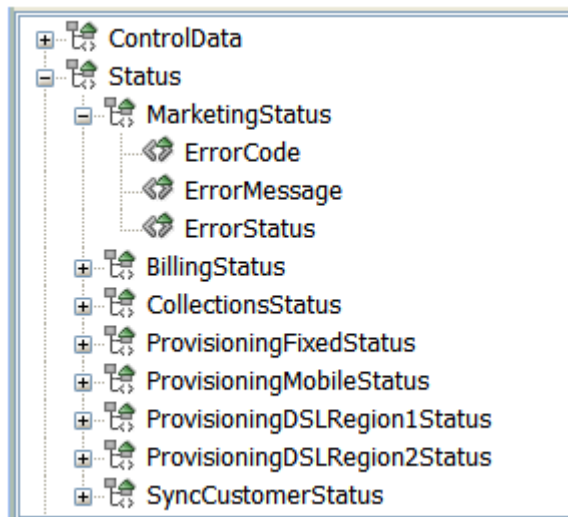 ControlData
Status
MarketingStatus
ErrorCode
ErrorMessage
ErrorStatus
BillingStatus
CollectionsStatus
ProvisioningFixedStatus
ProvisioningMobileStatus
ProvisioningDSLRegion1Status
ProvisioningDSLRegion2Status
SyncCustomerStatus